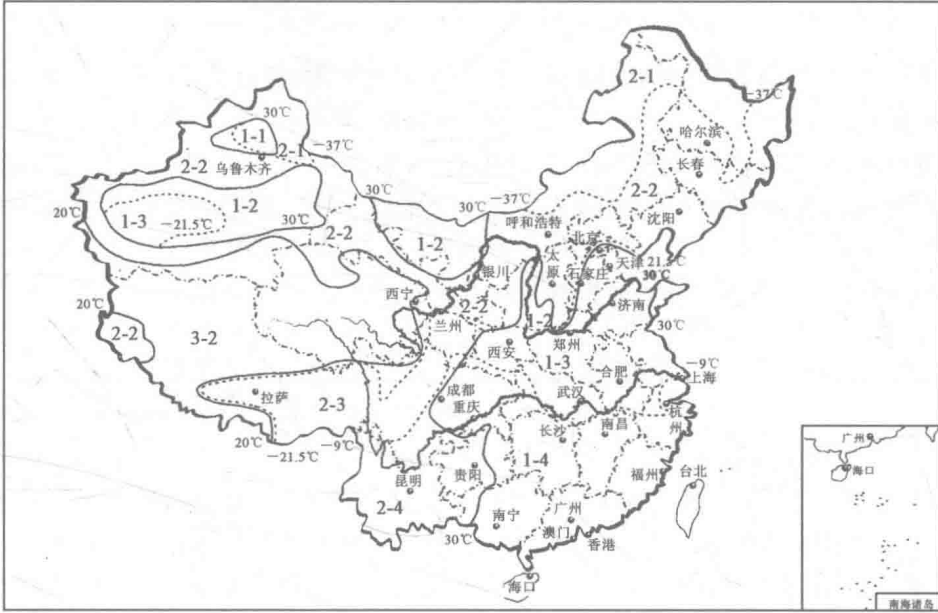 2-1
-37℃
30℃
1-1
哈尔滨
2-2
乌鲁木齐
2-1
-37℃
长春
30℃
-37℃
30℃
2-2
20℃
1-3
-21.5℃
1-2
30℃
沈阳
呼和浩特
2-2
1-2
北京
天津
21.5℃
30℃
银川
太原
石家庄
西宁
2-2
济南
20℃
2-2
3-2
兰州
1-2
郑州
30℃
西安
1-3
-9℃
合肥
上海
拉萨
2-3
成都
重庆
武汉
杭州
南昌
长沙
20℃
-21.5℃
-9℃
1-4
贵阳
福州
台北
昆明
2-4
南宁
广州
30℃
澳门
香港
海口
广州
海口
南海诸岛